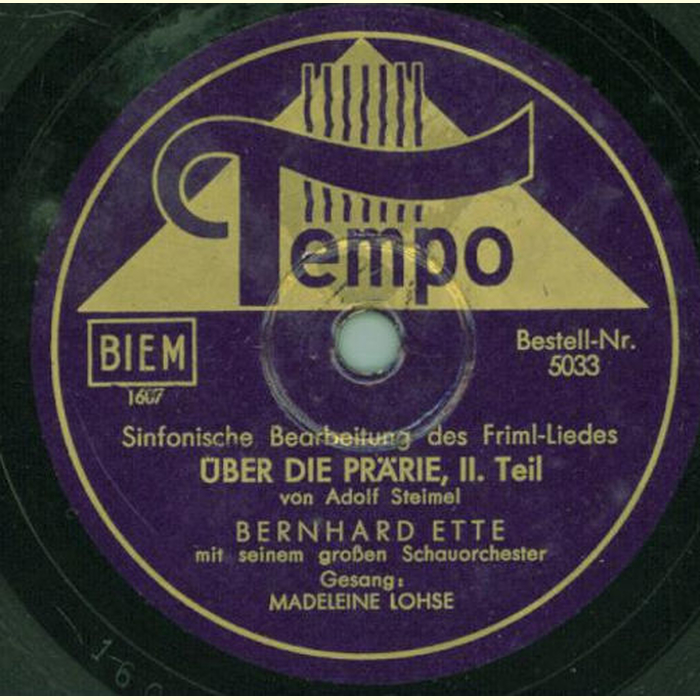 Tempo
BIEM
1607
Bestell-Nr.
5033
Sinfonische Bearbeitung des Friml-Liedes
ÜBER DIE PRÄRIE, II. Teil
von Adolf Steimel
BERNHARD ETTE
mit seinem großen Schauorchester
Gesang:
MADELEINE LOHSE